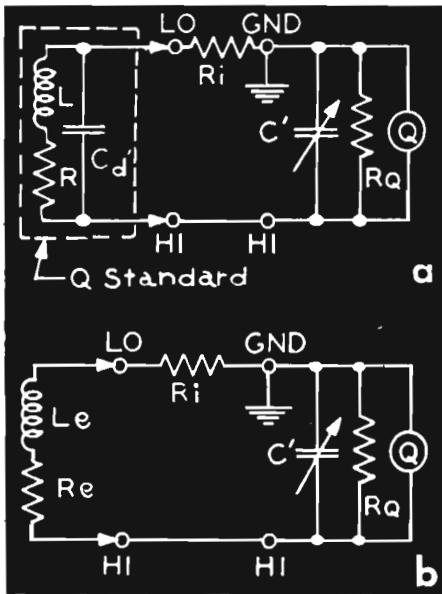 LO GND
Ri
L
C' Q
Cd'
R RQ
HI HI
Q Standard a
LO GND
Ri
Le
C' Q
Re RQ
HI HI b